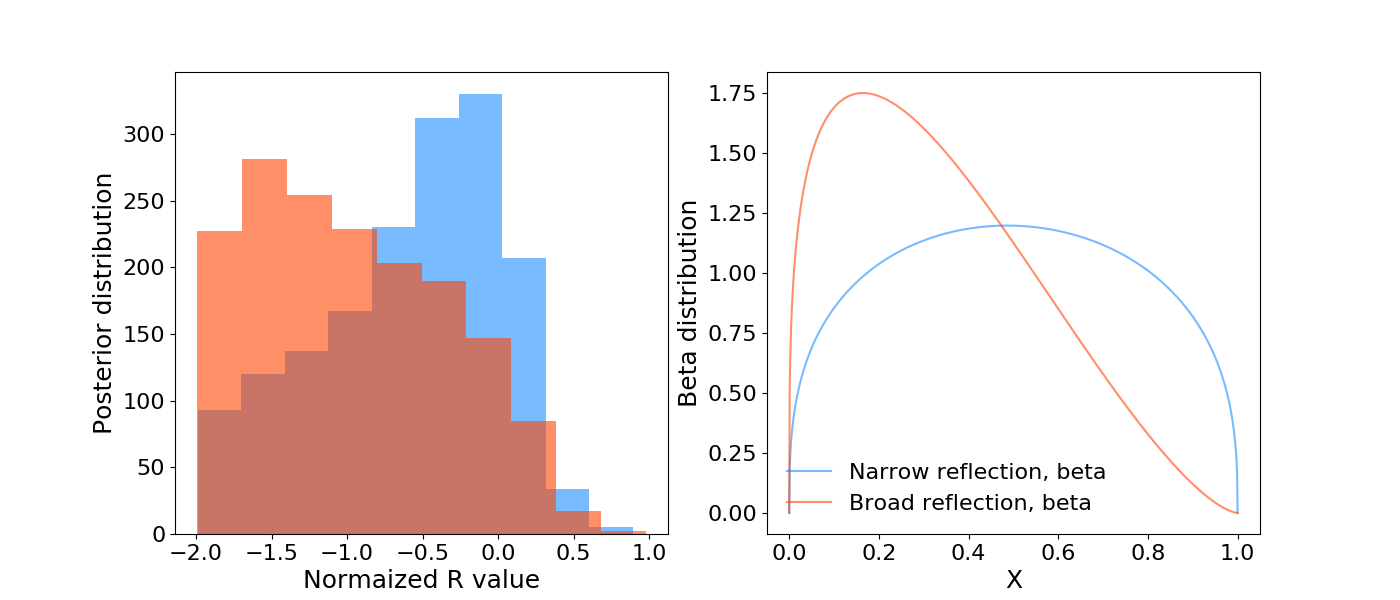 Posterior distribution
300
250
200
150
100
50
0
−2.0 −1.5 −1.0 −0.5 0.0 0.5 1.0
Normaized R value
Beta distribution
1.75
1.50
1.25
1.00
0.75
0.50
0.25
0.00
Narrow reflection, beta
Broad reflection, beta
0.0 0.2 0.4 0.6 0.8 1.0
X